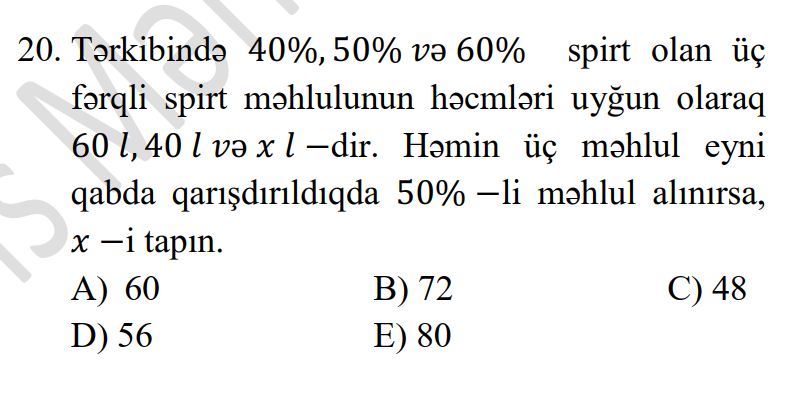 20. Tərkibində 40%, 50% və 60% spirt olan üç
fərqli spirt məhlulunun həcmləri uyğun olaraq
60 l, 40 l və x l −dir. Həmin üç məhlul eyni
qabda qarışdırıldıqda 50% −li məhlul alınırsa,
x −i tapın.
A) 60 B) 72 C) 48
D) 56 E) 80